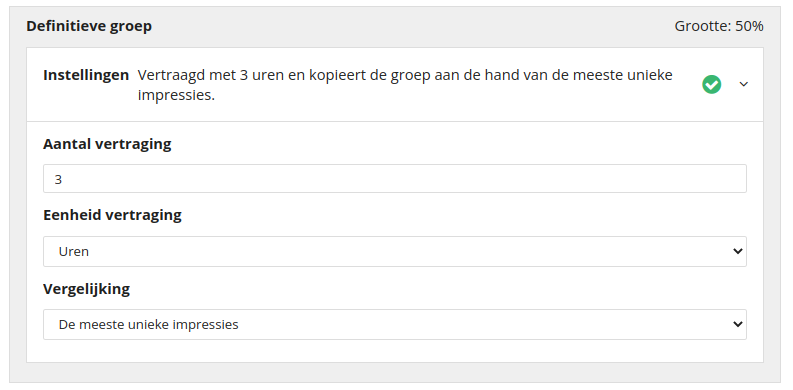 Definitieve groep
Grootte: 50%
Instellingen Vertraagd met 3 uren en kopieert de groep aan de hand van de meeste unieke
impressies.
Aantal vertraging
3
Eenheid vertraging
Uren
Vergelijking
De meeste unieke impressies